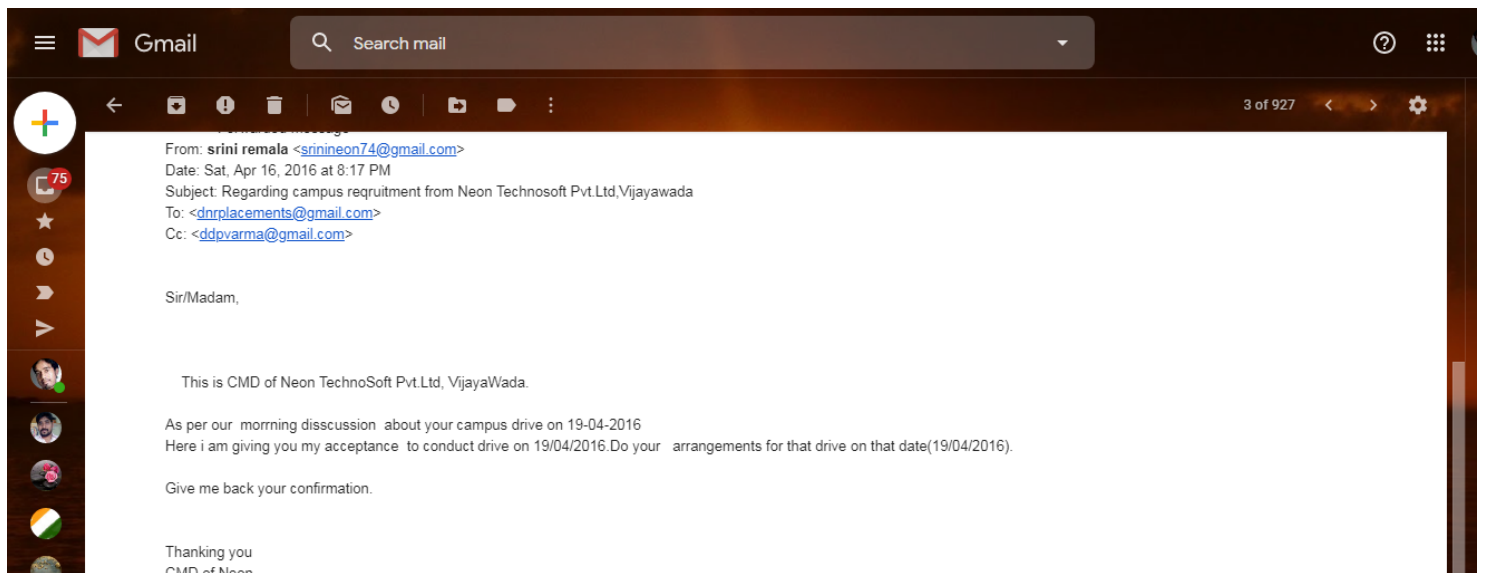 Gmail
Search mail
3 of 927
75
Forwarded message
From: srini remala <srinineon74@gmail.com>
Date: Sat, Apr 16, 2016 at 8:17 PM
Subject: Regarding campus reqruitment from Neon Technosoft Pvt.Ltd,Vijayawada
To: <dnrplacements@gmail.com>
Cc: <ddpvarma@gmail.com>
Sir/Madam,
This is CMD of Neon TechnoSoft Pvt.Ltd, VijayaWada.
As per our morrning disscussion about your campus drive on 19-04-2016
Here i am giving you my acceptance to conduct drive on 19/04/2016.Do your arrangements for that drive on that date(19/04/2016).
Give me back your confirmation.
Thanking you
CMD of Neon